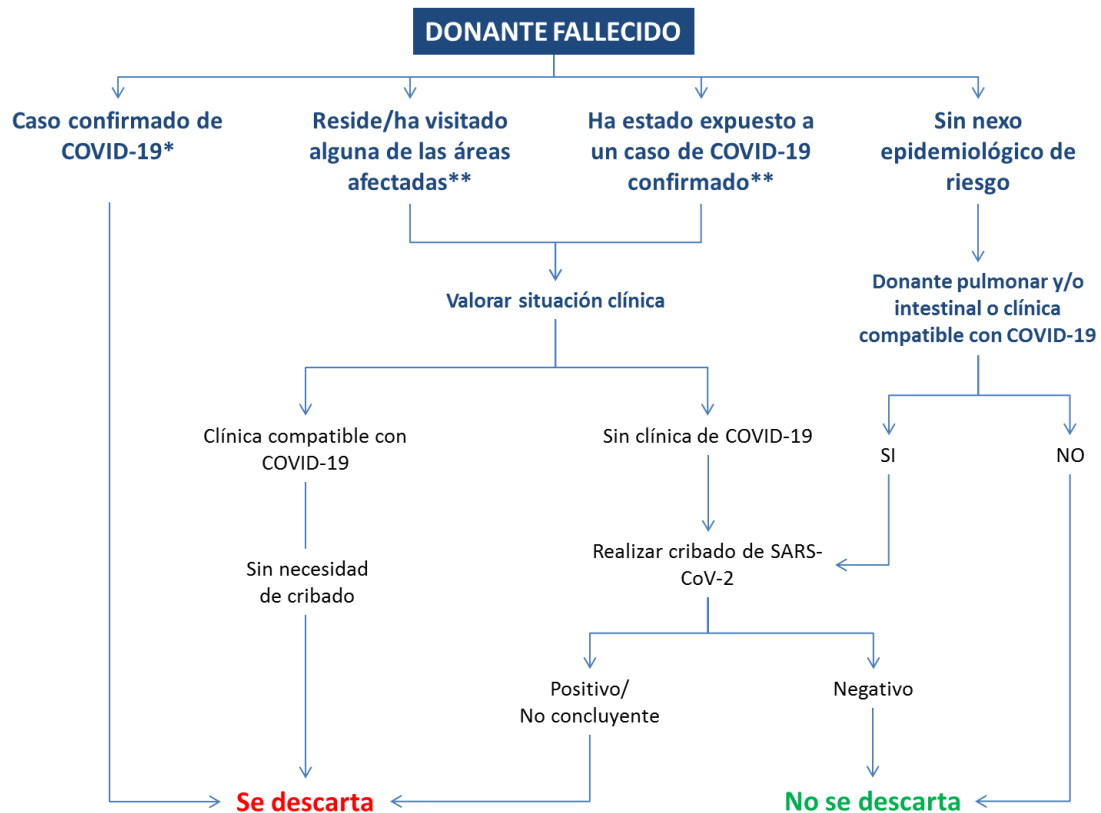 DONANTE FALLECIDO
Caso confirmado de
COVID-19*
Reside/ha visitado
alguna de las áreas
afectadas**
Ha estado expuesto a
un caso de COVID-19
confirmado**
Sin nexo
epidemiológico de
riesgo
Valorar situación clínica
Donante pulmonar y/o
intestinal o clínica
compatible con COVID-19
Clínica compatible con
COVID-19
Sin clínica de COVID-19
SI
NO
Sin necesidad
de cribado
Realizar cribado de SARS-
CoV-2
Positivo/
No concluyente
Negativo
Se descarta
No se descarta